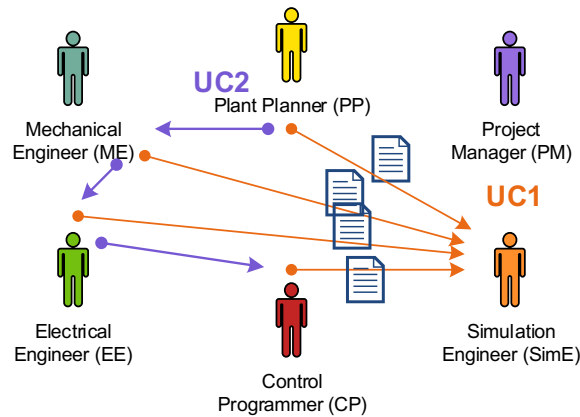 UC2
Plant Planner (PP)
Mechanical
Engineer (ME)
Project
Manager (PM)
UC1
Electrical
Engineer (EE)
Control
Programmer (CP)
Simulation
Engineer (SimE)